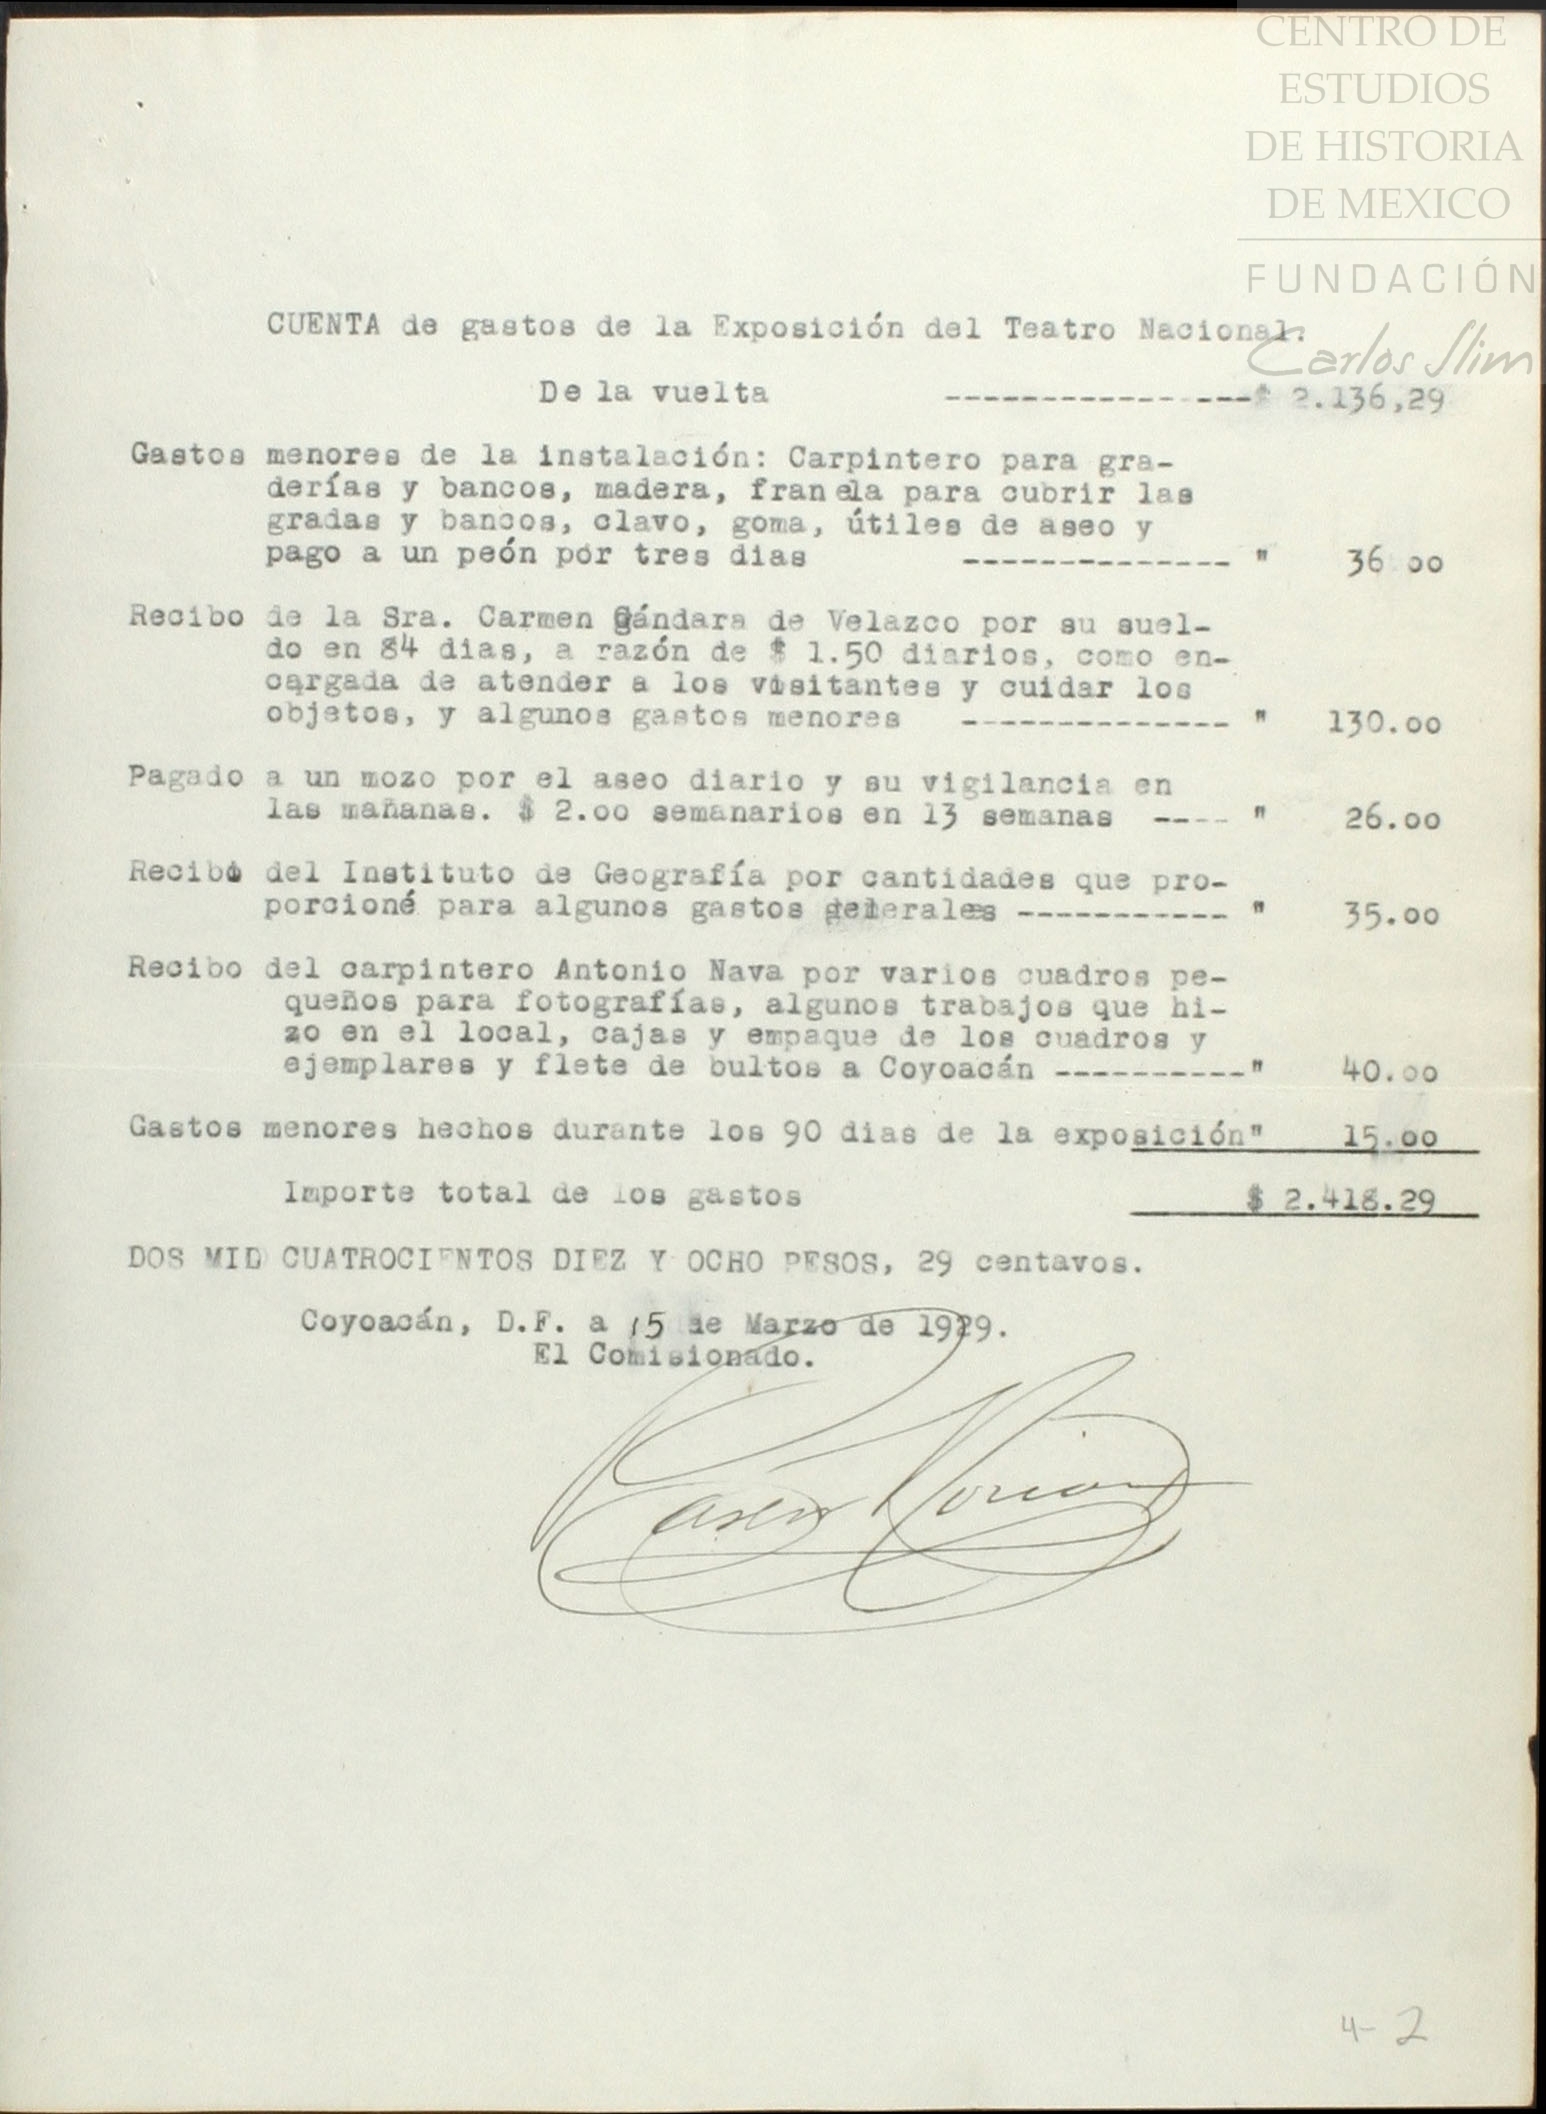 CENTRO DE
ESTUDIOS
DE HISTORIA
DE MEXICO
FUNDACIÓN
Carlos Slim
CUENTA de gastos de la Exposición del Teatro Nacional.
De la vuelta ----------------$ 2.136,29
Gastos menores de la instalación: Carpintero para gra-
derías y bancos, madera, franela para cubrir las
gradas y bancos, clavo, goma, útiles de aseo y
pago a un peón por tres dias -------------- " 36.00
Recibo de la Sra. Carmen Gándara de Velazco por su suel-
do en 84 dias, a razón de $ 1.50 diarios, como en-
cargada de atender a los visitantes y cuidar los
objetos, y algunos gastos menores -------------- " 130.00
Pagado a un mozo por el aseo diario y su vigilancia en
las mañanas. $ 2.00 semanarios en 13 semanas ---- " 26.00
Recibo del Instituto de Geografía por cantidades que pro-
porcioné para algunos gastos generales ----------- " 35.00
Recibo del carpintero Antonio Nava por varios cuadros pe-
queños para fotografías, algunos trabajos que hi-
zo en el local, cajas y empaque de los cuadros y
ejemplares y flete de bultos a Coyoacán ----------" 40.00
Gastos menores hechos durante los 90 dias de la exposición" 15.00
Importe total de los gastos $ 2.418.29
DOS MIL CUATROCIENTOS DIEZ Y OCHO PESOS, 29 centavos.
Coyoacán, D.F. a 15 de Marzo de 1929.
El Comisionado.
4-2